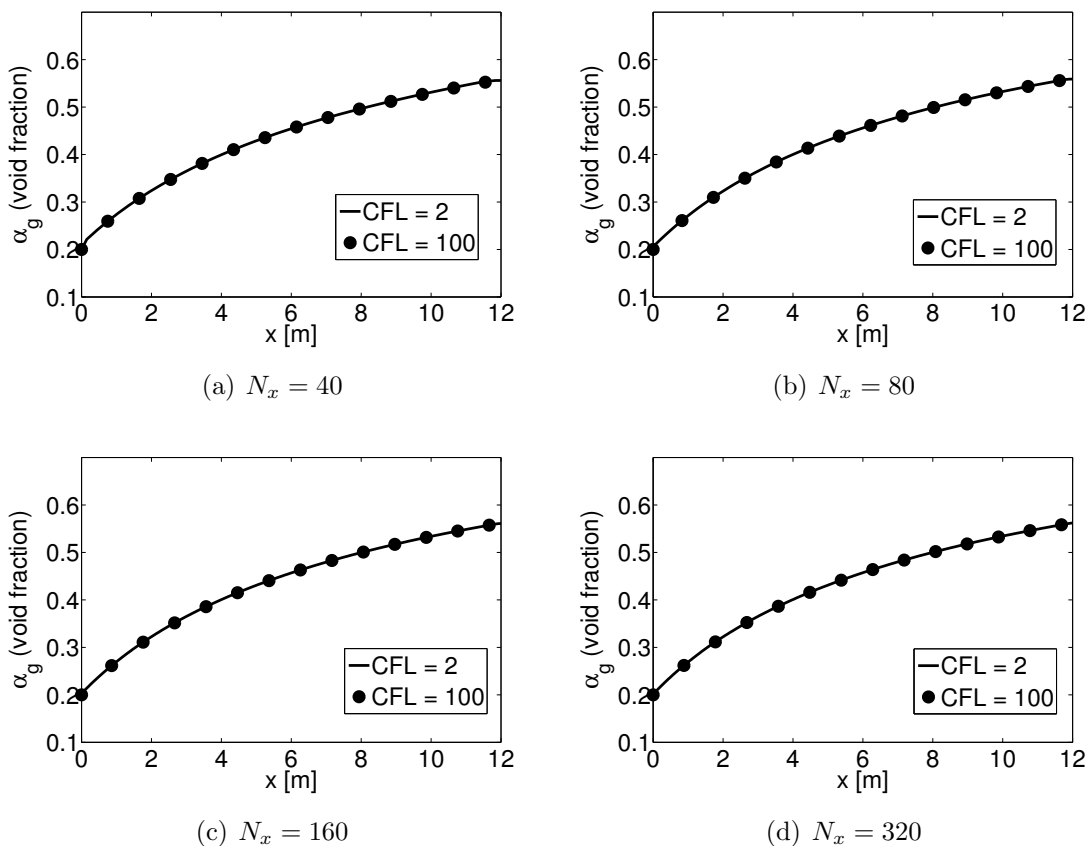 0.6
0.5
0.4
0.3
0.2
0.1
α_g (void fraction)
CFL = 2
CFL = 100
0 2 4 6 8 10 12
x [m]
(a) N_x = 40
0.6
0.5
0.4
0.3
0.2
0.1
α_g (void fraction)
CFL = 2
CFL = 100
0 2 4 6 8 10 12
x [m]
(b) N_x = 80
0.6
0.5
0.4
0.3
0.2
0.1
α_g (void fraction)
CFL = 2
CFL = 100
0 2 4 6 8 10 12
x [m]
(c) N_x = 160
0.6
0.5
0.4
0.3
0.2
0.1
α_g (void fraction)
CFL = 2
CFL = 100
0 2 4 6 8 10 12
x [m]
(d) N_x = 320